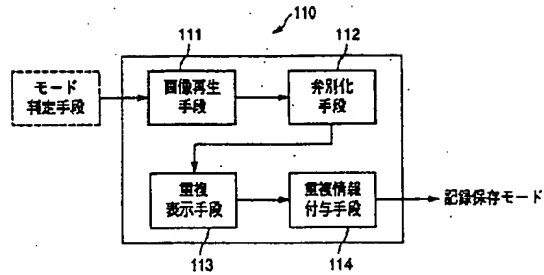 110
111
112
モード
判定手段
画像再生
手段
弁別化
手段
重複
表示手段
重複情報
付与手段
記録保存モード
113
114